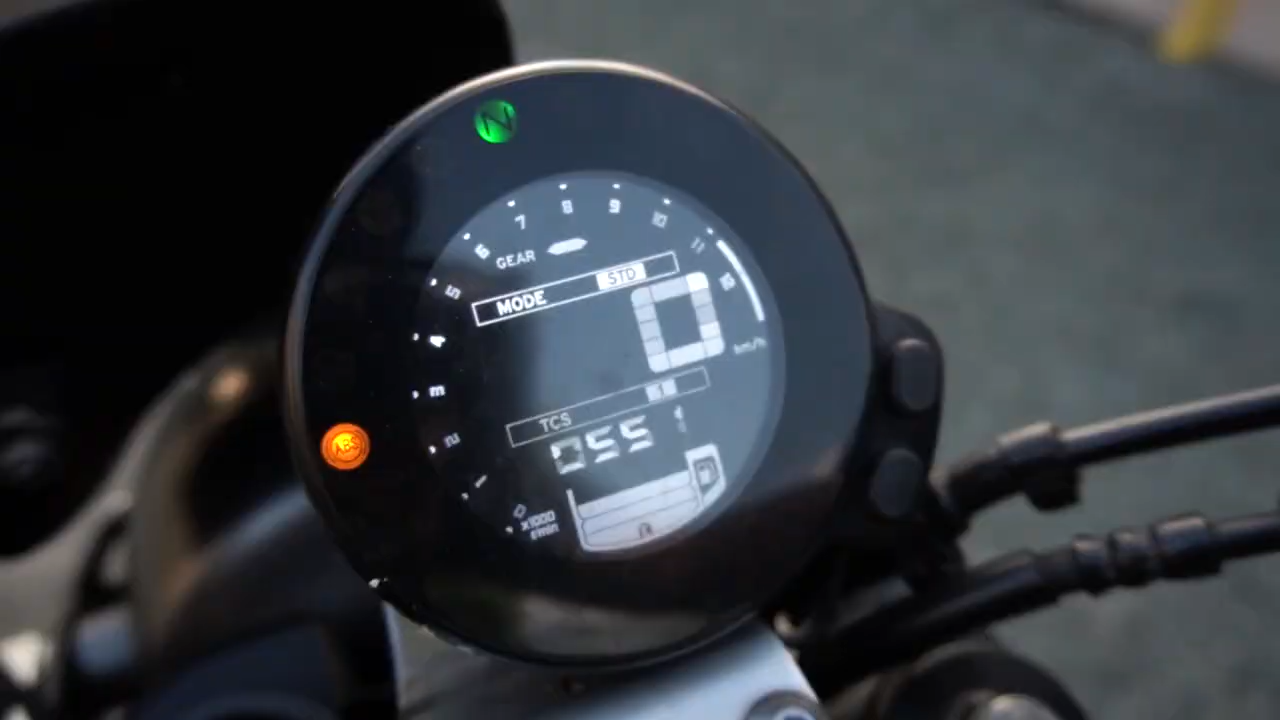 N
7 8 9 10
6 GEAR 11
5 MODE STD 12
4 0
km/h
3
TCS 1
2
ABS
1
x1000
r/min